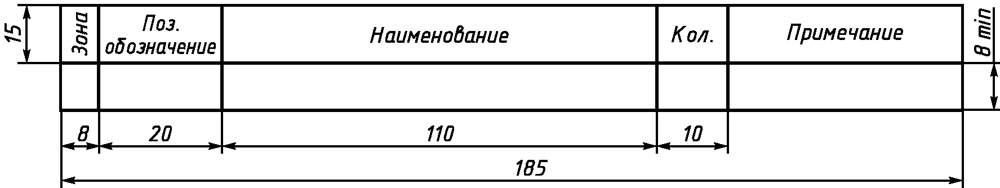 15
Зона
Поз.
обозначение
Наименование
Кол.
Примечание
8 min
8
20
110
10
185